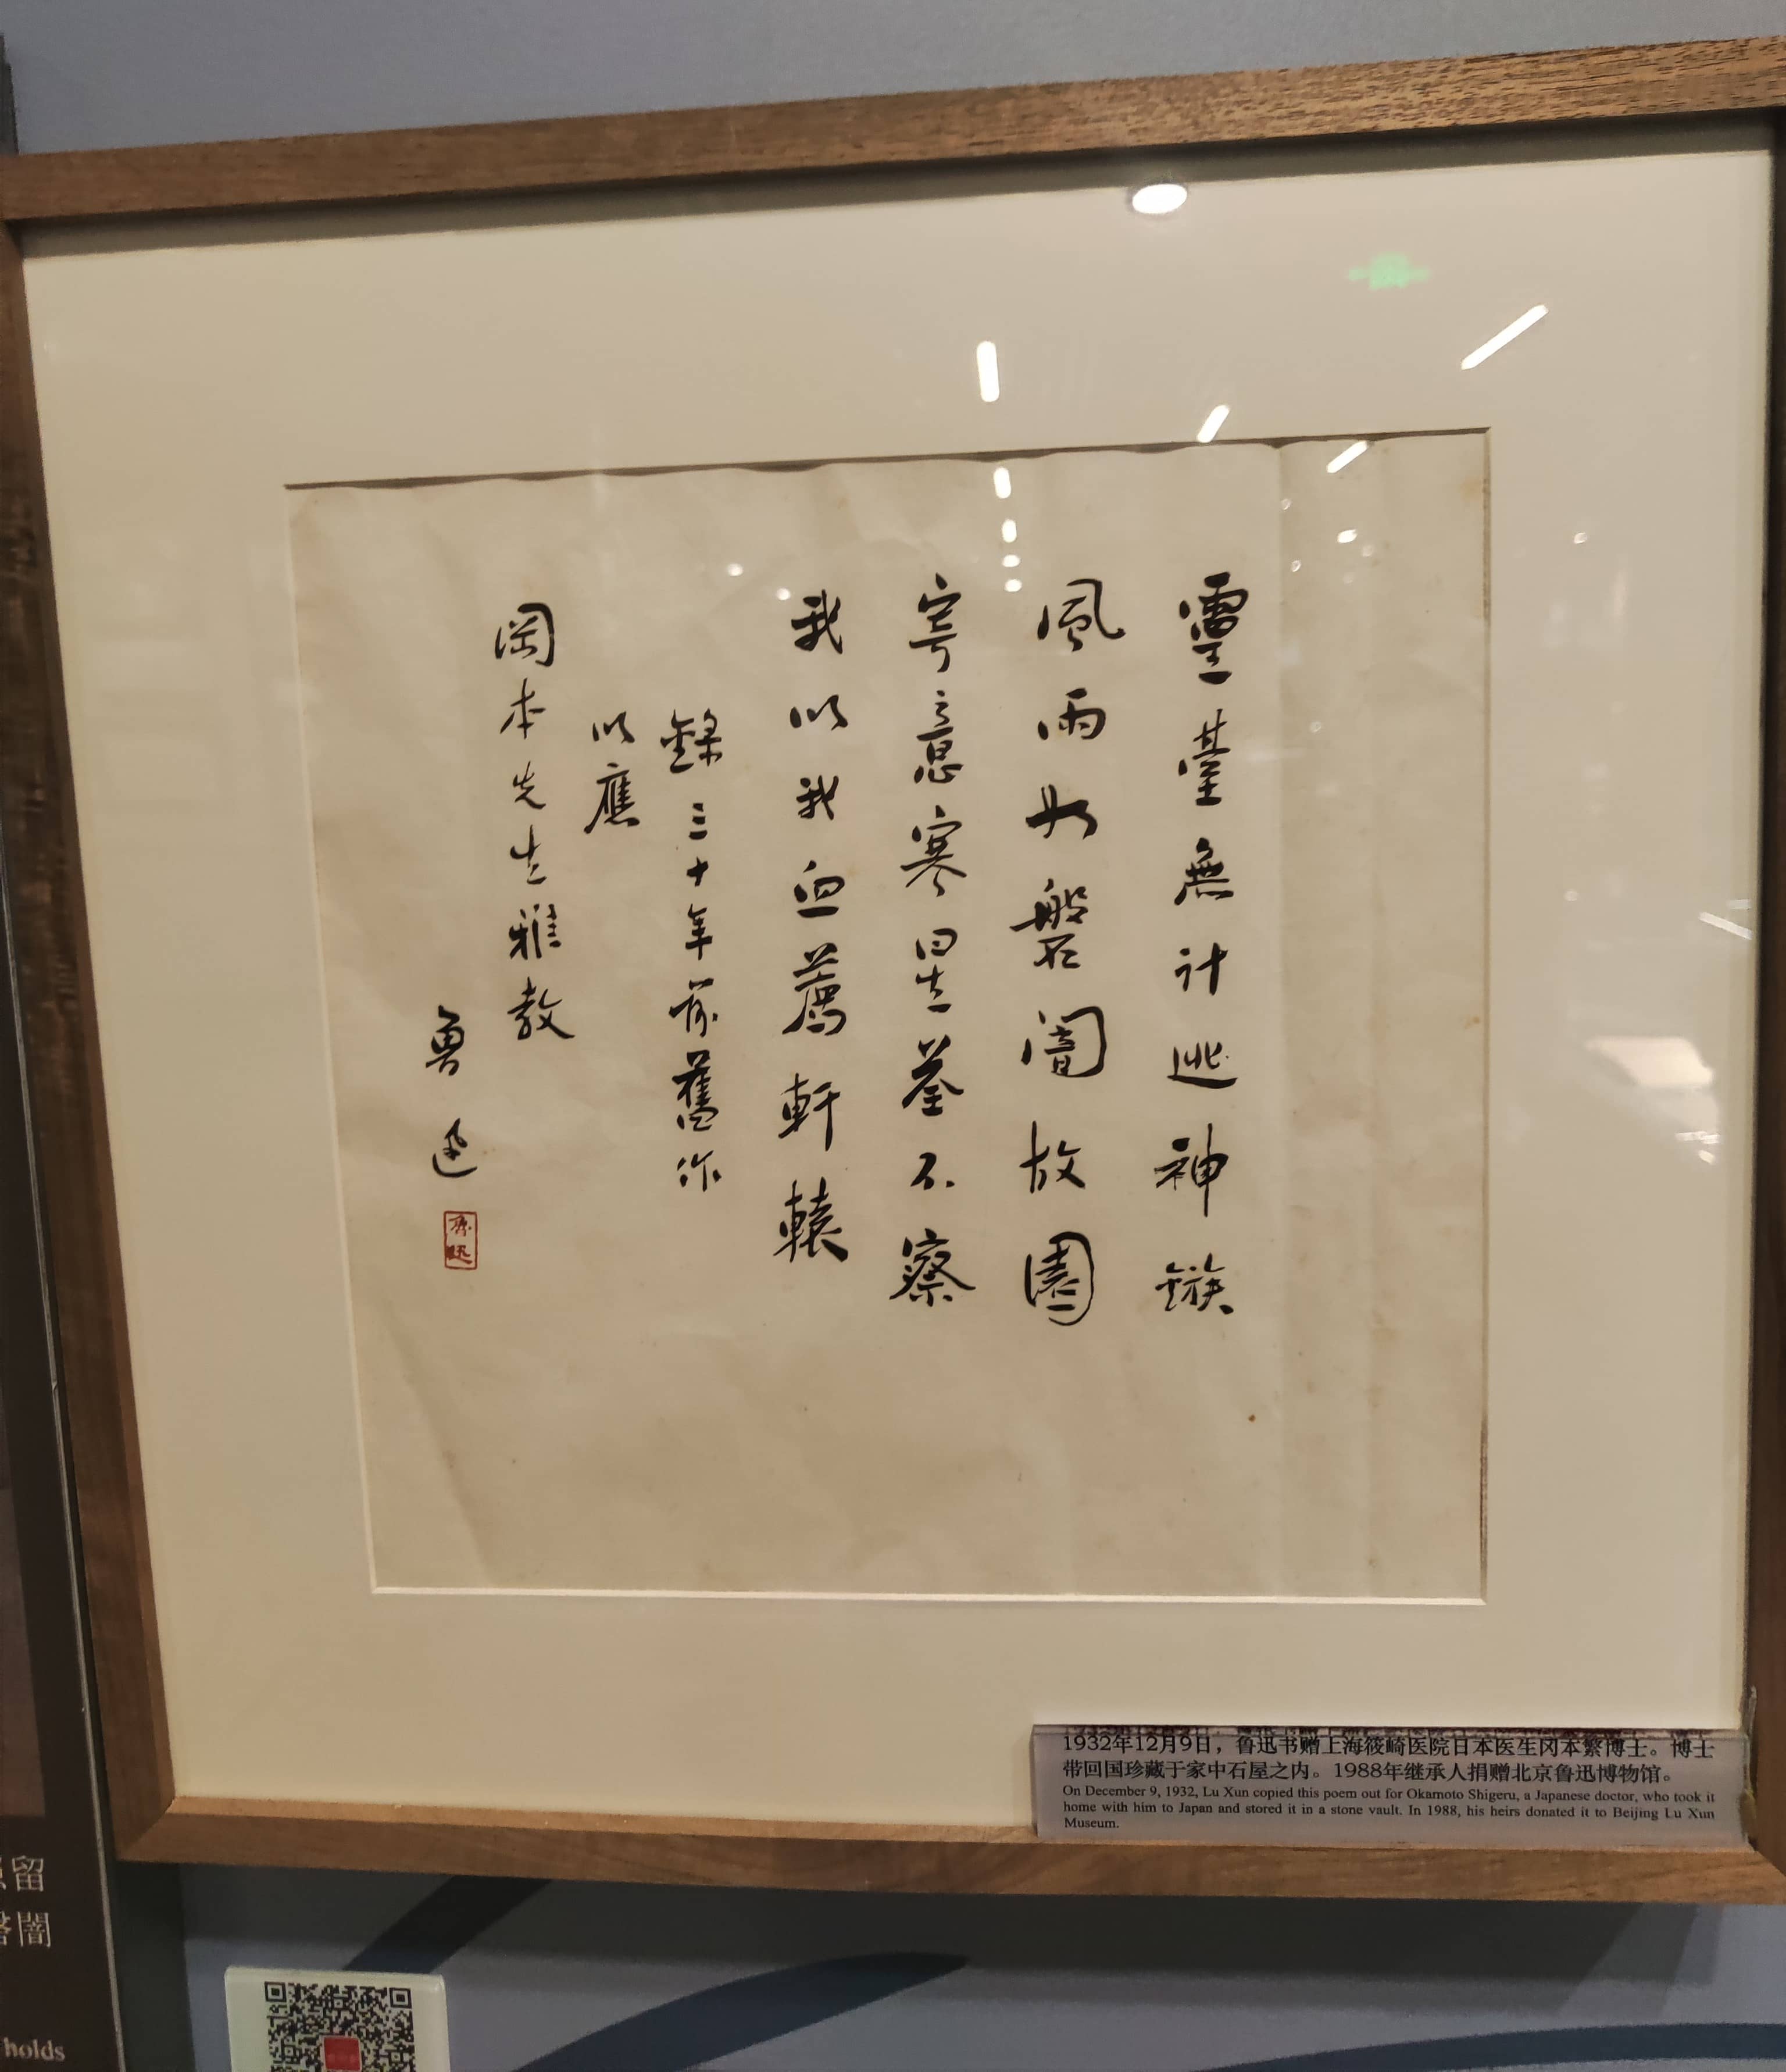 靈臺無計逃神鏃
風雨如磐闇故園
寄意寒星荃不察
我以我血薦軒轅
錄三十年前舊作
以應
岡本先生雅教
魯迅
魯迅
1932年12月9日，鲁迅书赠上海筱崎医院日本医生冈本繁博士。博士
带回国珍藏于家中石屋之内。1988年继承人捐赠北京鲁迅博物馆。
On December 9, 1932, Lu Xun copied this poem out for Okamoto Shigeru, a Japanese doctor, who took it
home with him to Japan and stored it in a stone vault. In 1988, his heirs donated it to Beijing Lu Xun
Museum.
留
闇
holds